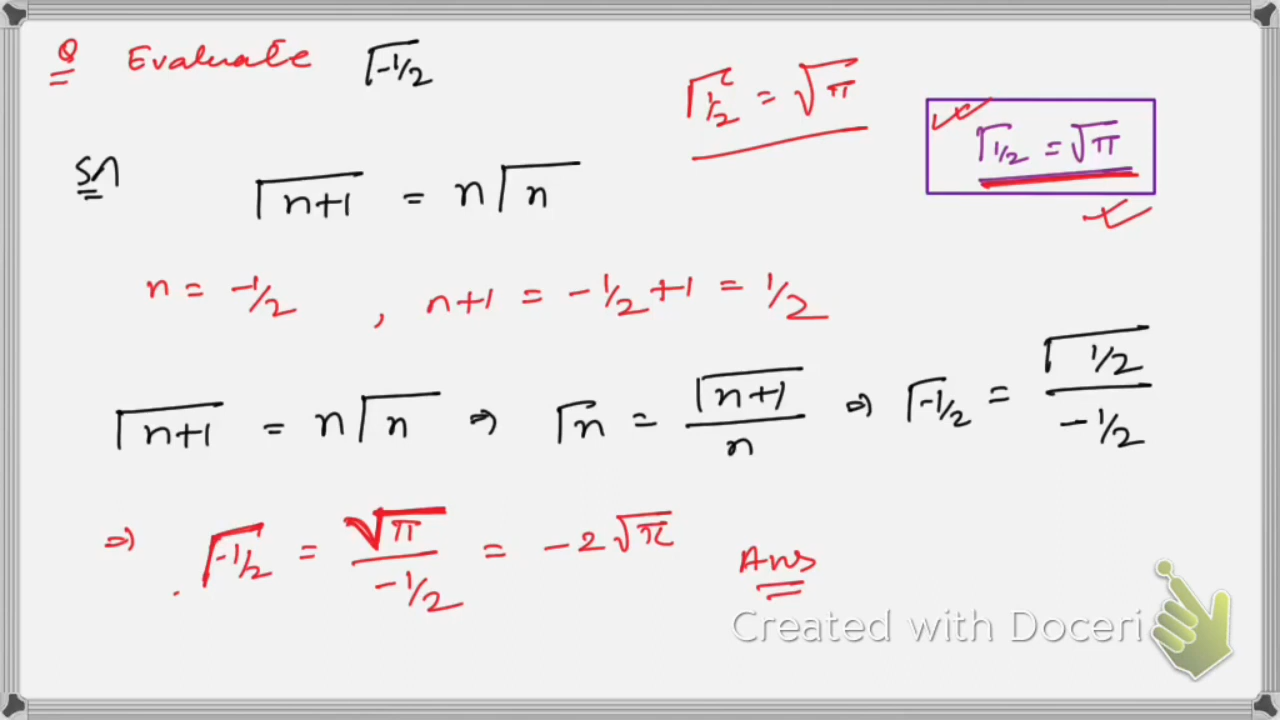 Q Evaluate Γ-1/2
Γ1/2 = √π
Γ1/2 = √π
Sol
Γn+1 = nΓn
n = -1/2 , n+1 = -1/2+1 = 1/2
Γn+1 = nΓn ⇒ Γn = Γn+1/n ⇒ Γ-1/2 = Γ1/2/-1/2
⇒ Γ-1/2 = √π/-1/2 = -2√π Ans
Created with Doceri